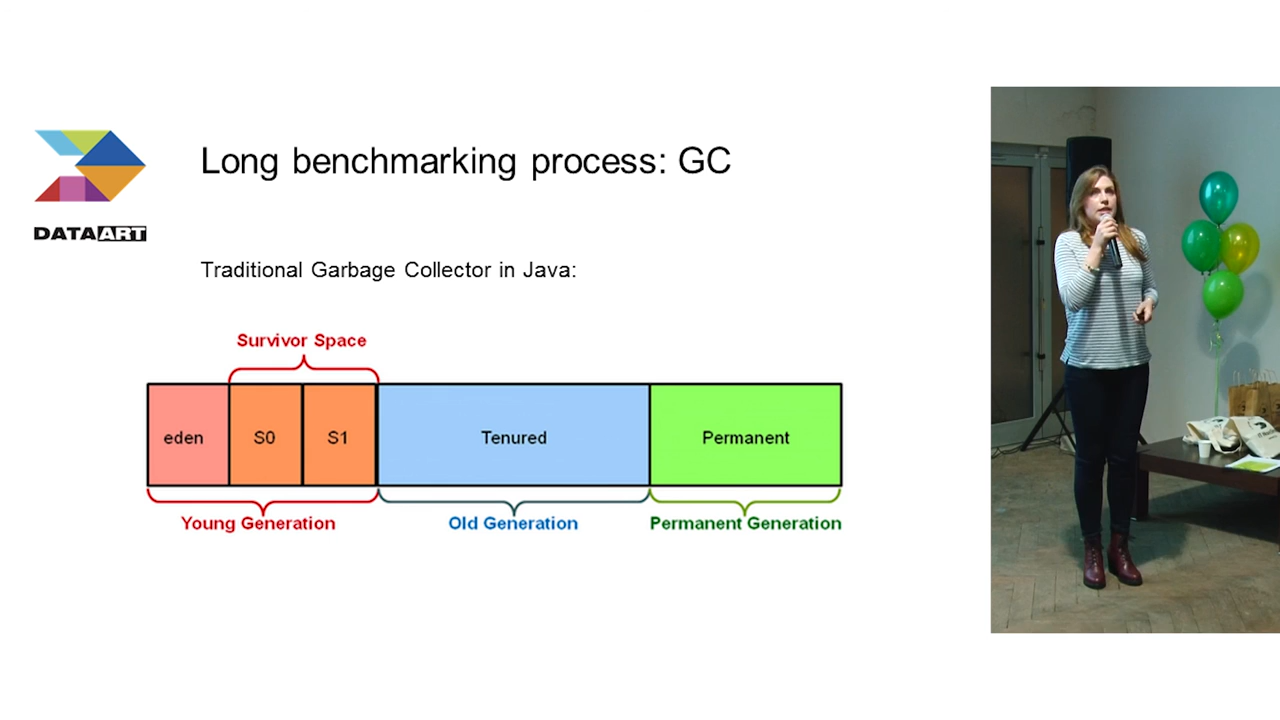 DATAART
Long benchmarking process: GC
Traditional Garbage Collector in Java:
Survivor Space
eden
S0
S1
Tenured
Permanent
Young Generation
Old Generation
Permanent Generation